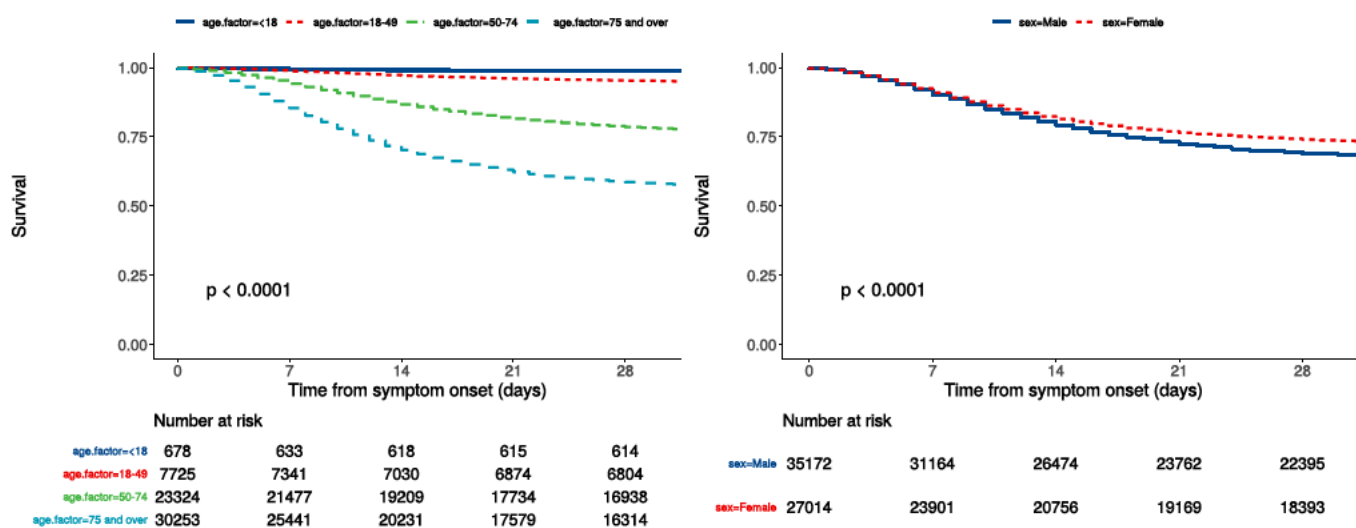 age.factor=<18 age.factor=18-49 age.factor=50-74 age.factor=75 and over
1.00
0.75
0.50
0.25
0.00
Survival
p < 0.0001
0 7 14 21 28
Time from symptom onset (days)
Number at risk
age.factor=<18 678 633 618 615 614
age.factor=18-49 7725 7341 7030 6874 6804
age.factor=50-74 23324 21477 19209 17734 16938
age.factor=75 and over 30253 25441 20231 17579 16314
sex=Male sex=Female
1.00
0.75
0.50
0.25
0.00
Survival
p < 0.0001
0 7 14 21 28
Time from symptom onset (days)
Number at risk
sex=Male 35172 31164 26474 23762 22395
sex=Female 27014 23901 20756 19169 18393